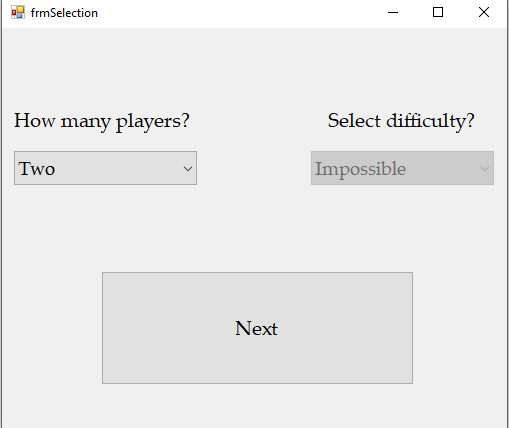 frmSelection
How many players?
Select difficulty?
Two
Impossible
Next